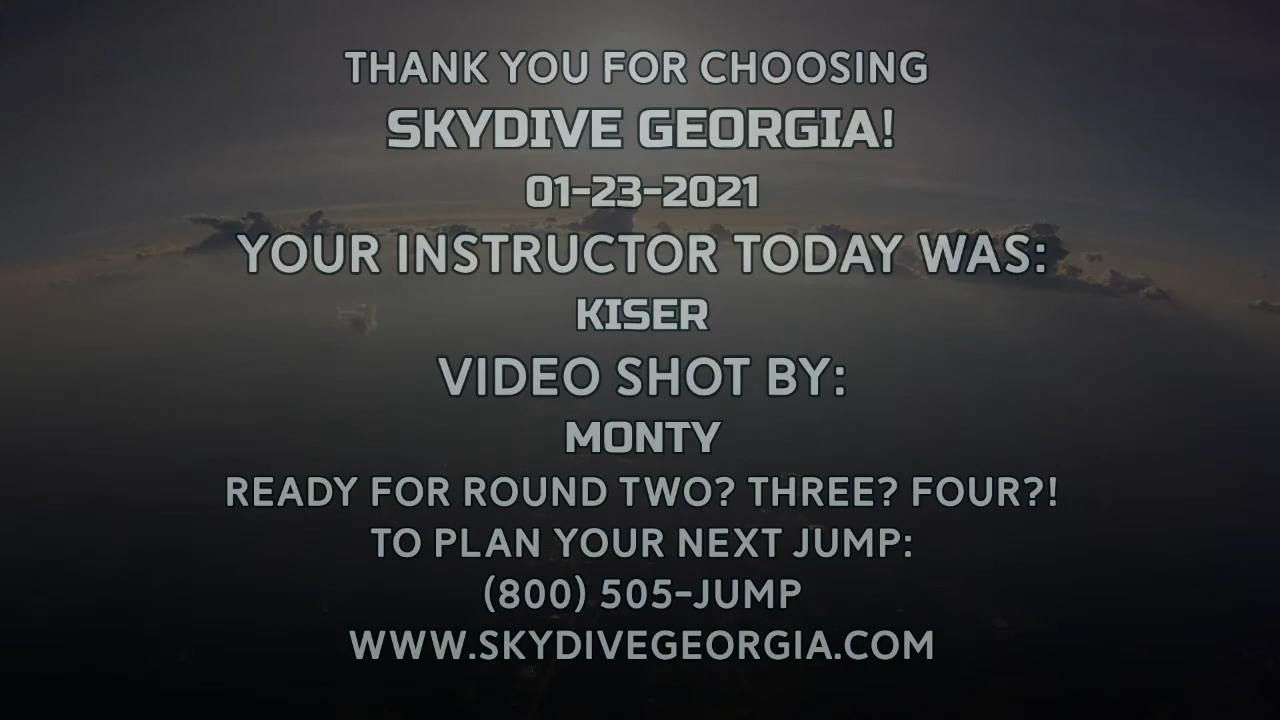 THANK YOU FOR CHOOSING
SKYDIVE GEORGIA!
01-23-2021
YOUR INSTRUCTOR TODAY WAS:
KISER
VIDEO SHOT BY:
MONTY
READY FOR ROUND TWO? THREE? FOUR?!
TO PLAN YOUR NEXT JUMP:
(800) 505-JUMP
WWW.SKYDIVEGEORGIA.COM